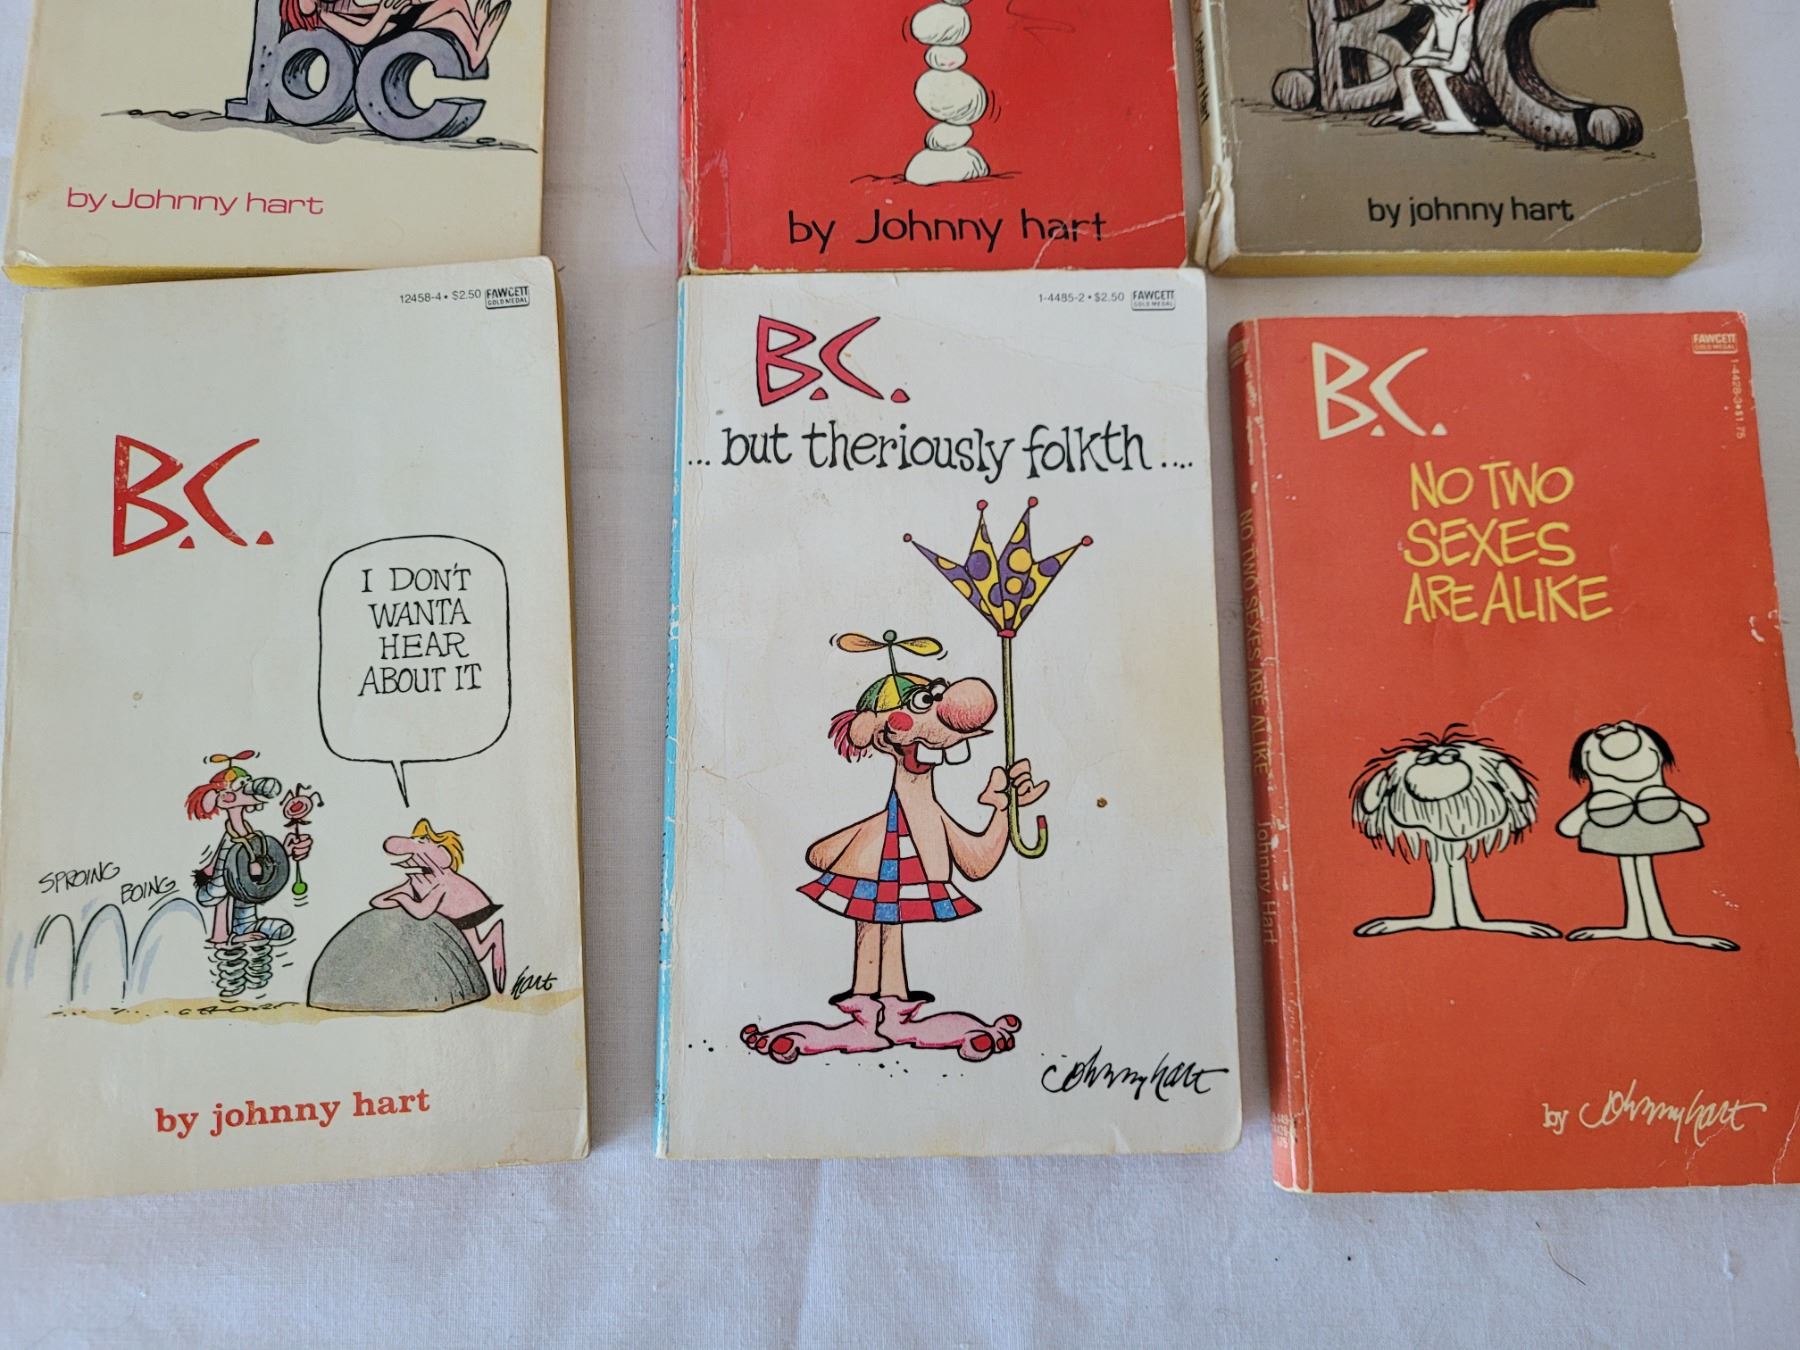 bc
by Johnny hart
by Johnny hart
BC
by johnny hart
12458-4 • $2.50 FAWCETT
GOLD MEDAL
B.C.
I DON'T
WANTA
HEAR
ABOUT IT
SPROING
BOING
hart
by johnny hart
1-4485-2 • $2.50 FAWCETT
GOLD MEDAL
B.C.
... but theriously folkth ....
Johnny hart
FAWCETT
GOLD MEDAL
B.C.
NO TWO
SEXES
ARE ALIKE
by Johnny hart
NO TWO SEXES ARE ALIKE Johnny Hart